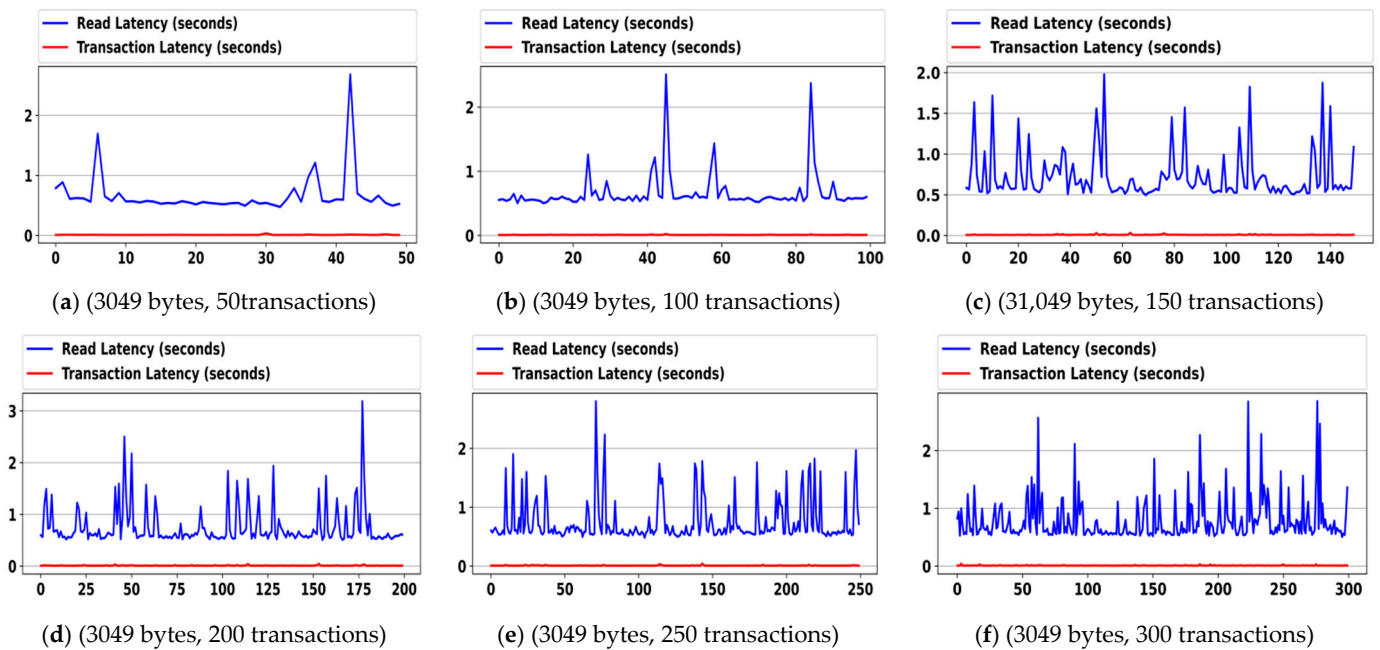 Read Latency (seconds)
Transaction Latency (seconds)
2
1
0
0 10 20 30 40 50
(a) (3049 bytes, 50transactions)
Read Latency (seconds)
Transaction Latency (seconds)
2
1
0
0 20 40 60 80 100
(b) (3049 bytes, 100 transactions)
Read Latency (seconds)
Transaction Latency (seconds)
2.0
1.5
1.0
0.5
0.0
0 20 40 60 80 100 120 140
(c) (31,049 bytes, 150 transactions)
Read Latency (seconds)
Transaction Latency (seconds)
3
2
1
0
0 25 50 75 100 125 150 175 200
(d) (3049 bytes, 200 transactions)
Read Latency (seconds)
Transaction Latency (seconds)
2
1
0
0 50 100 150 200 250
(e) (3049 bytes, 250 transactions)
Read Latency (seconds)
Transaction Latency (seconds)
2
1
0
0 50 100 150 200 250 300
(f) (3049 bytes, 300 transactions)